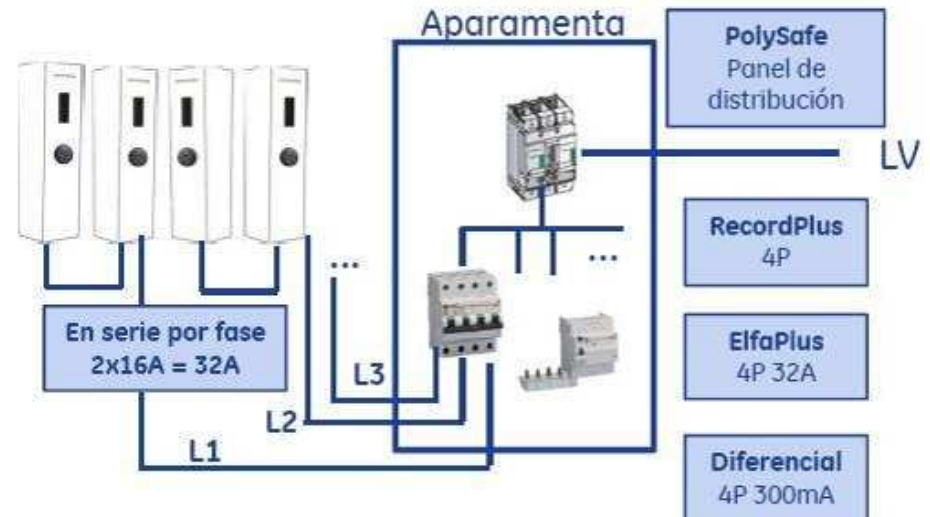 Aparamenta
PolySafe
Panel de
distribución
LV
RecordPlus
4P
...
...
En serie por fase
2x16A = 32A
ElfaPlus
4P 32A
L3
L2
L1
Diferencial
4P 300mA